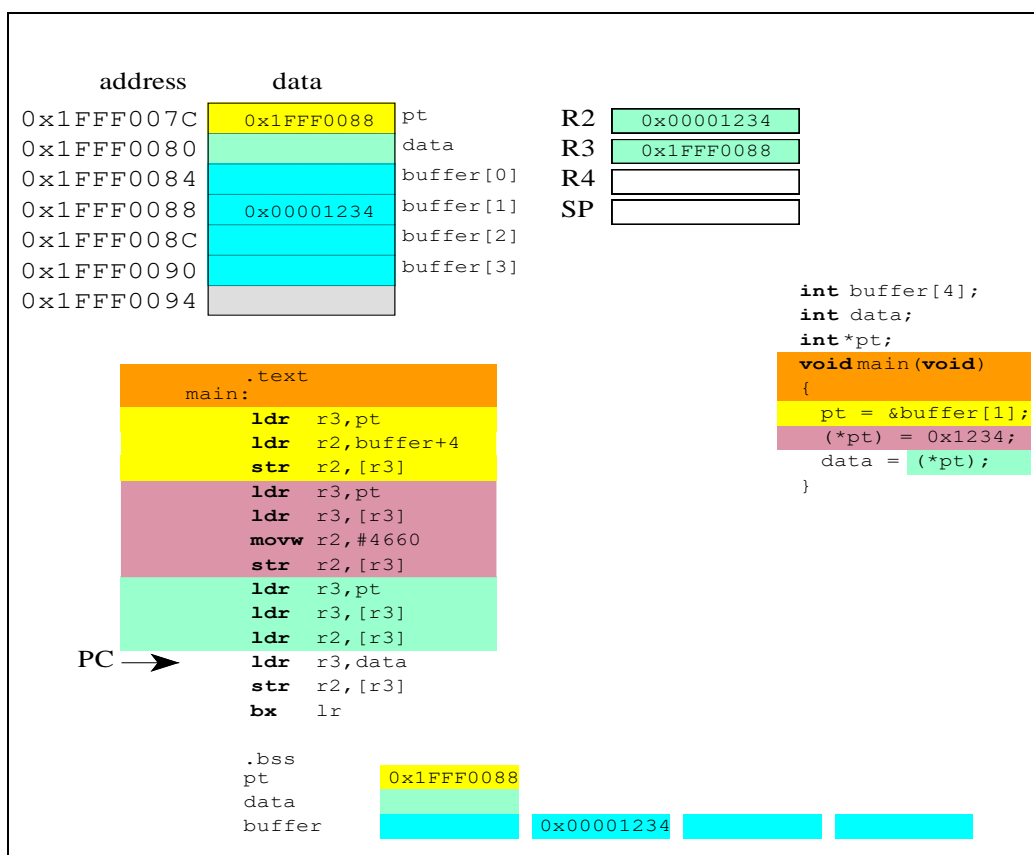 address data
0x1FFF007C 0x1FFF0088 pt
0x1FFF0080 data
0x1FFF0084 buffer[0]
0x1FFF0088 0x00001234 buffer[1]
0x1FFF008C buffer[2]
0x1FFF0090 buffer[3]
0x1FFF0094
R2 0x00001234
R3 0x1FFF0088
R4
SP
int buffer[4];
int data;
int *pt;
void main(void)
{
pt = &buffer[1];
(*pt) = 0x1234;
data = (*pt);
}
.text
main:
ldr r3,pt
ldr r2,buffer+4
str r2,[r3]
ldr r3,pt
ldr r3,[r3]
movw r2,#4660
str r2,[r3]
ldr r3,pt
ldr r3,[r3]
ldr r2,[r3]
PC ldr r3,data
str r2,[r3]
bx lr
.bss
pt 0x1FFF0088
data
buffer 0x00001234